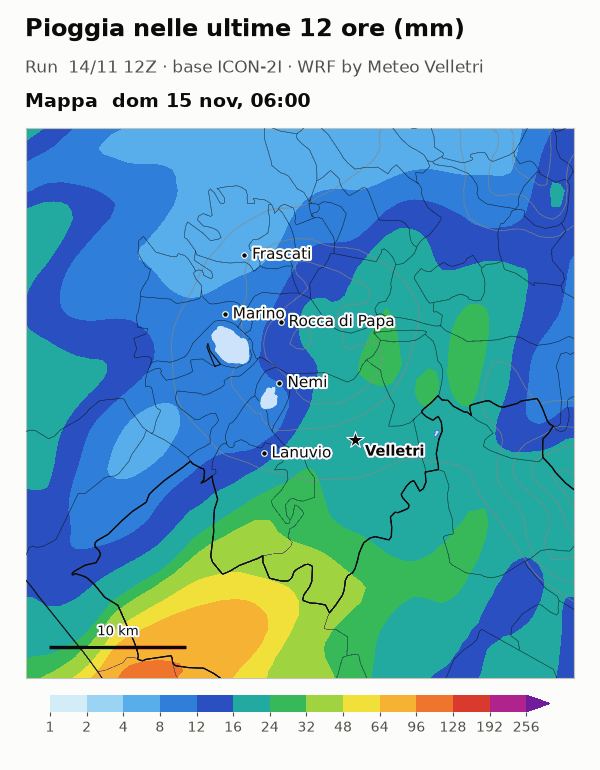 Pioggia nelle ultime 12 ore (mm)
Run  14/11 12Z · base ICON-2I · WRF by Meteo Velletri
Mappa  dom 15 nov, 06:00
Frascati
Marino
Rocca di Papa
Nemi
Velletri
Lanuvio
10 km
1 2 4 8 12 16 24 32 48 64 96 128 192 256